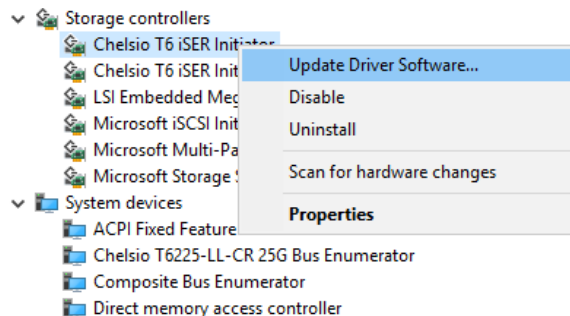 Storage controllers
Chelsio T6 iSER Initiator
Chelsio T6 iSER Init
LSI Embedded Meg
Microsoft iSCSI Init
Microsoft Multi-Pa
Microsoft Storage
System devices
ACPI Fixed Feature
Chelsio T6225-LL-CR 25G Bus Enumerator
Composite Bus Enumerator
Direct memory access controller
Update Driver Software...
Disable
Uninstall
Scan for hardware changes
Properties